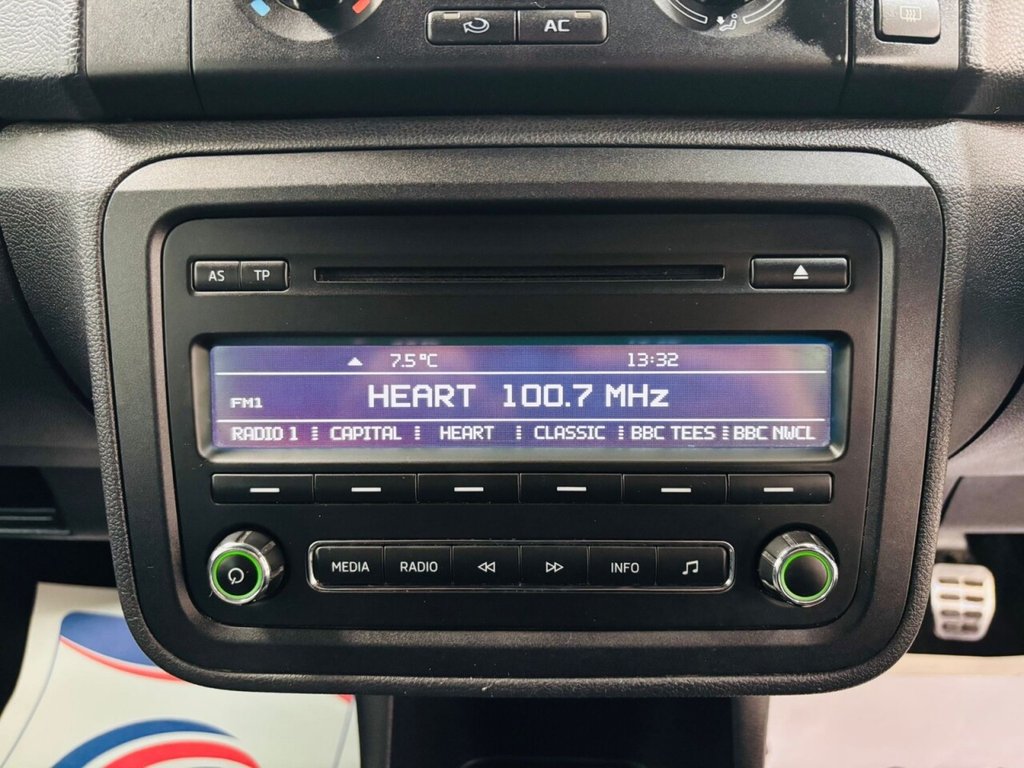 AC
AS TP
7.5°C 13:32
FM1 HEART 100.7 MHz
RADIO 1 CAPITAL HEART CLASSIC BBC TEES BBC NWCL
MEDIA RADIO INFO